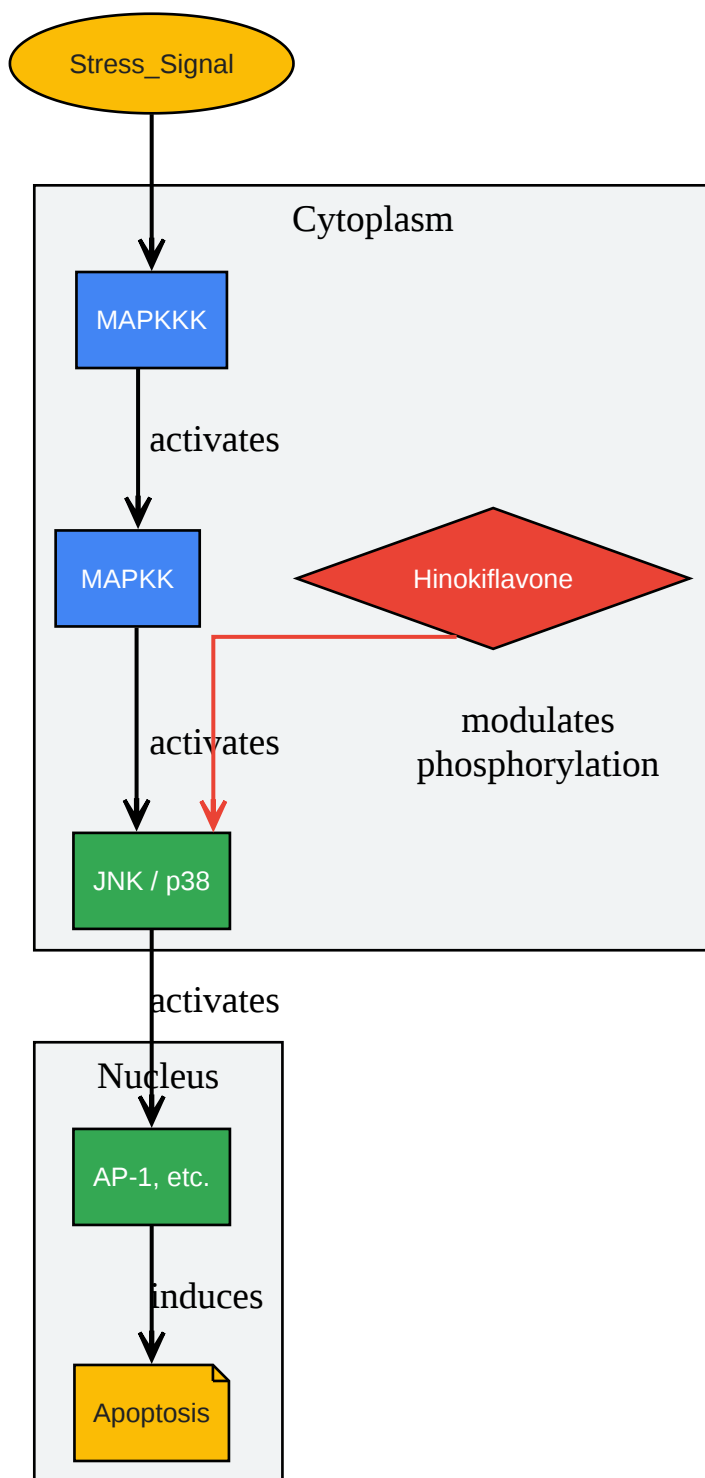 Stress_Signal
Cytoplasm
MAPKKK
activates
MAPKK
Hinokiflavone
activates
modulates
phosphorylation
JNK / p38
activates
Nucleus
AP-1, etc.
induces
Apoptosis